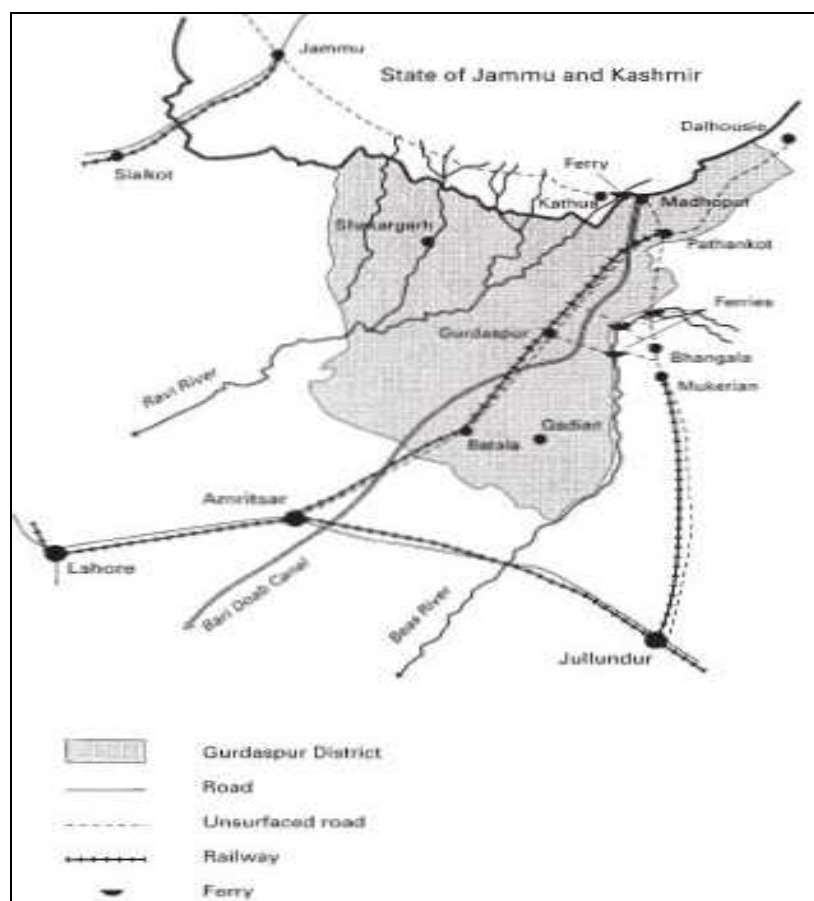 Jammu
State of Jammu and Kashmir
Dalhousie
Sialkot
Ferry
Kathua
Madhopur
Shakargarh
Pathankot
Ferries
Gurdaspur
Bhangala
Ravi River
Mukerian
Batala
Qadian
Amritsar
Lahore
Bari Doab Canal
Beas River
Jullundur
Gurdaspur District
Road
Unsurfaced road
Railway
Ferry